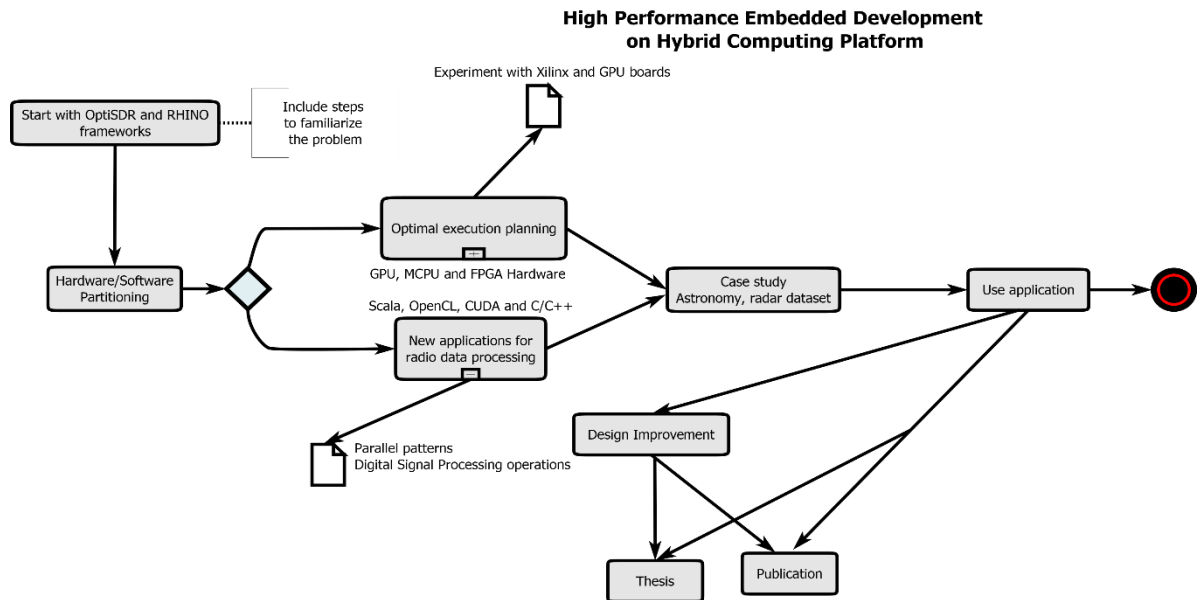 High Performance Embedded Development
on Hybrid Computing Platform
Experiment with Xilinx and GPU boards
Start with OptiSDR and RHINO
frameworks
Include steps
to familiarize
the problem
Optimal execution planning
GPU, MCPU and FPGA Hardware
Hardware/Software
Partitioning
Case study
Astronomy, radar dataset
Use application
Scala, OpenCL, CUDA and C/C++
New applications for
radio data processing
Design Improvement
Parallel patterns
Digital Signal Processing operations
Thesis
Publication